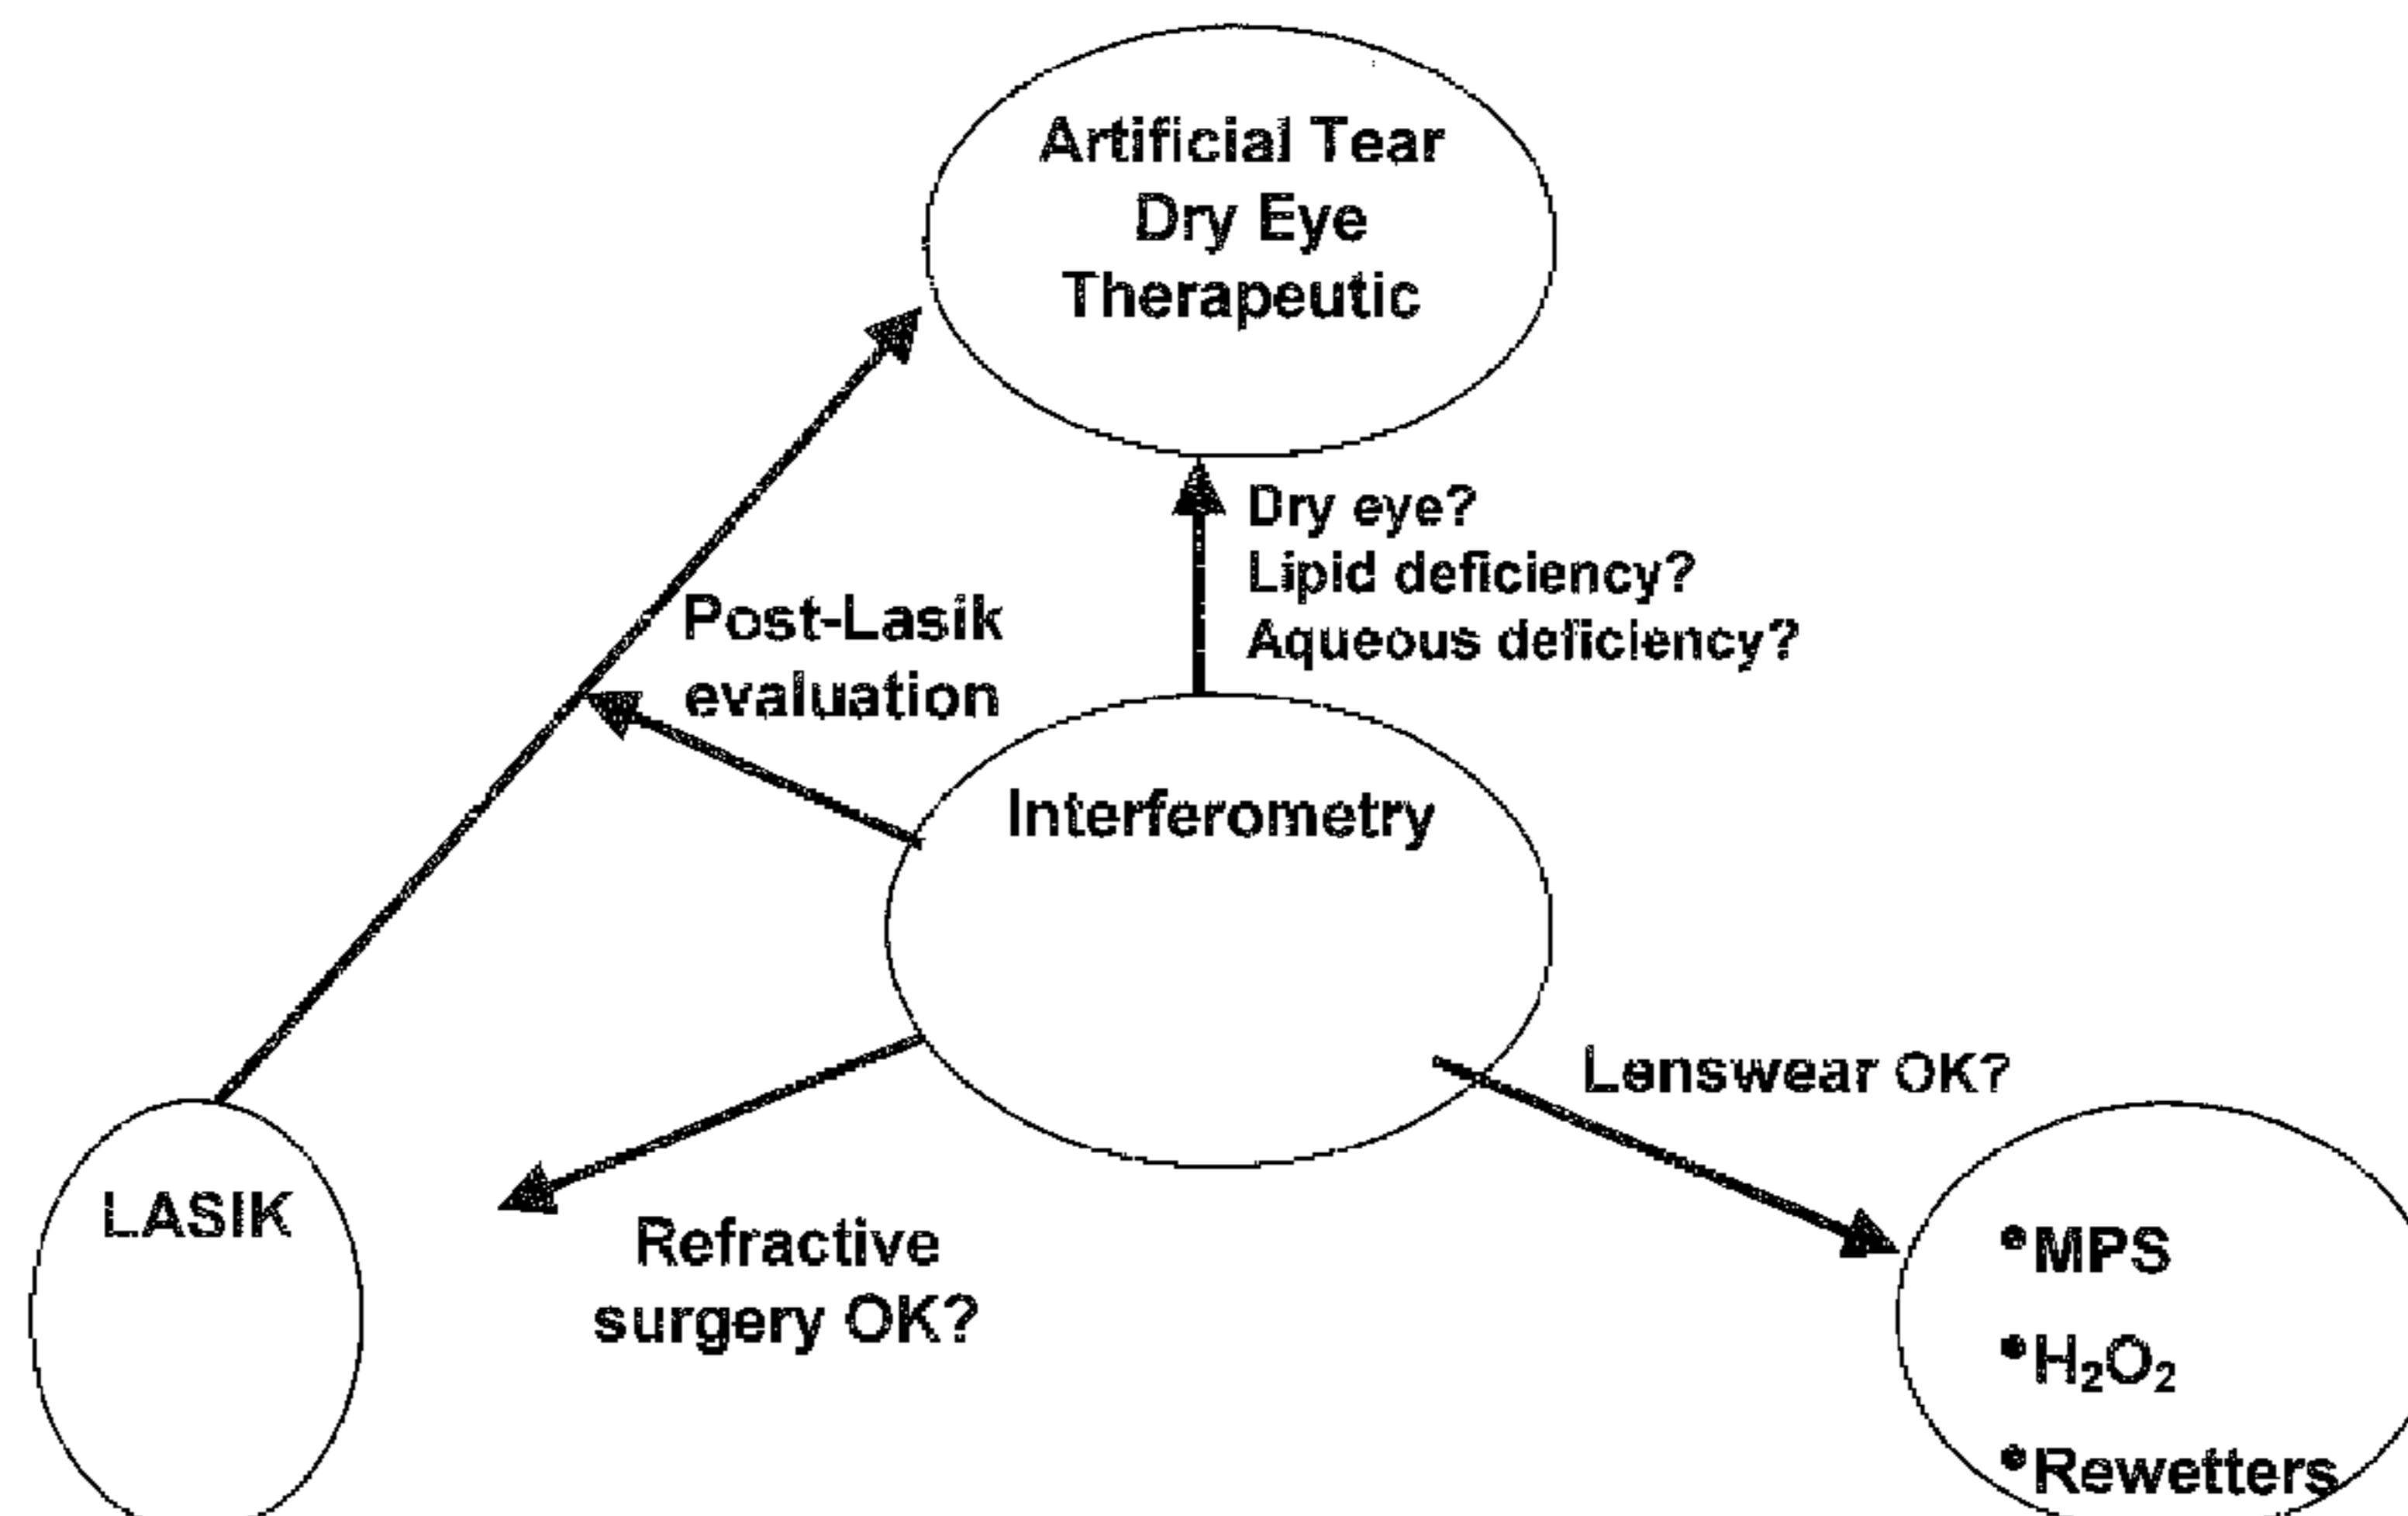 Artificial Tear
Dry Eye
Therapeutic
Dry eye?
Lipid deficiency?
Aqueous deficiency?
Post-Lasik
evaluation
Interferometry
Lenswear OK?
LASIK
Refractive
surgery OK?
•MPS
•H₂O₂
•Rewetters